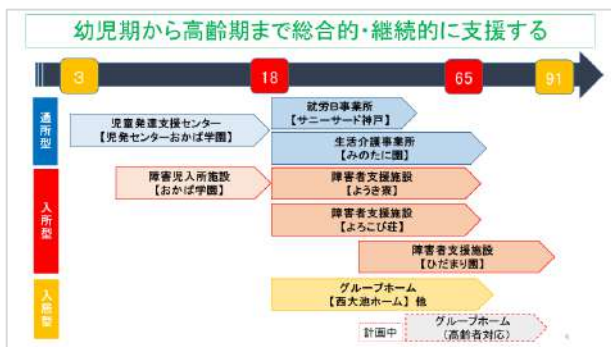 幼児期から高齢期まで総合的・継続的に支援する
3
18
65
91
通所型
就労B事業所
【サニーサード神戸】
児童発達支援センター
【児発センターおかば学園】
生活介護事業所
【みのたに園】
入所型
障害児入所施設
【おかば学園】
障害者支援施設
【ようき寮】
障害者支援施設
【よろこび荘】
障害者支援施設
【ひだまり園】
入居型
グループホーム
【西大池ホーム】他
計画中
グループホーム
(高齢者対応)